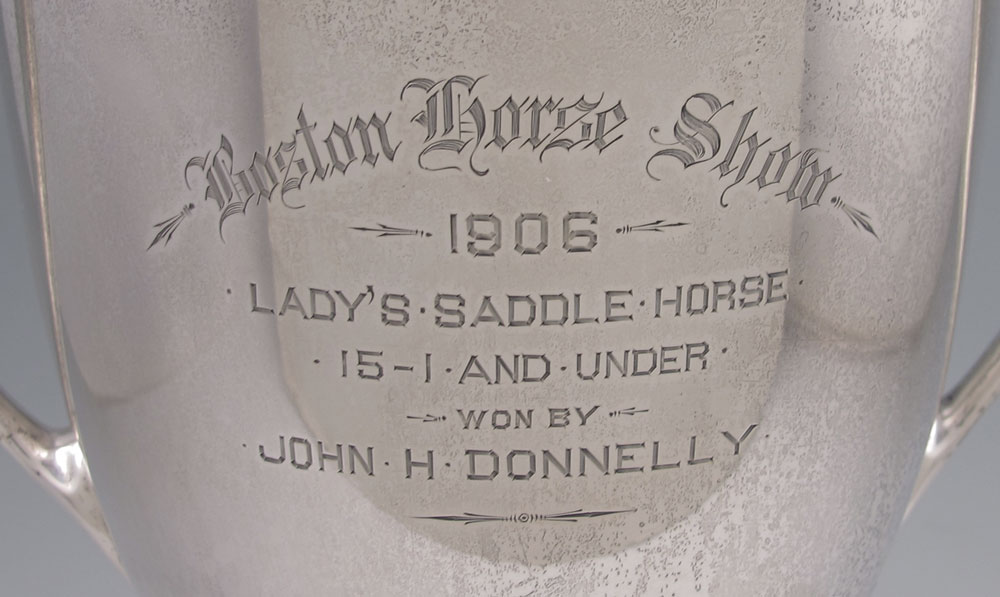 Boston Horse Show
1906
· LADY'S · SADDLE · HORSE ·
· 15-1 · AND · UNDER ·
WON BY
· JOHN · H · DONNELLY ·